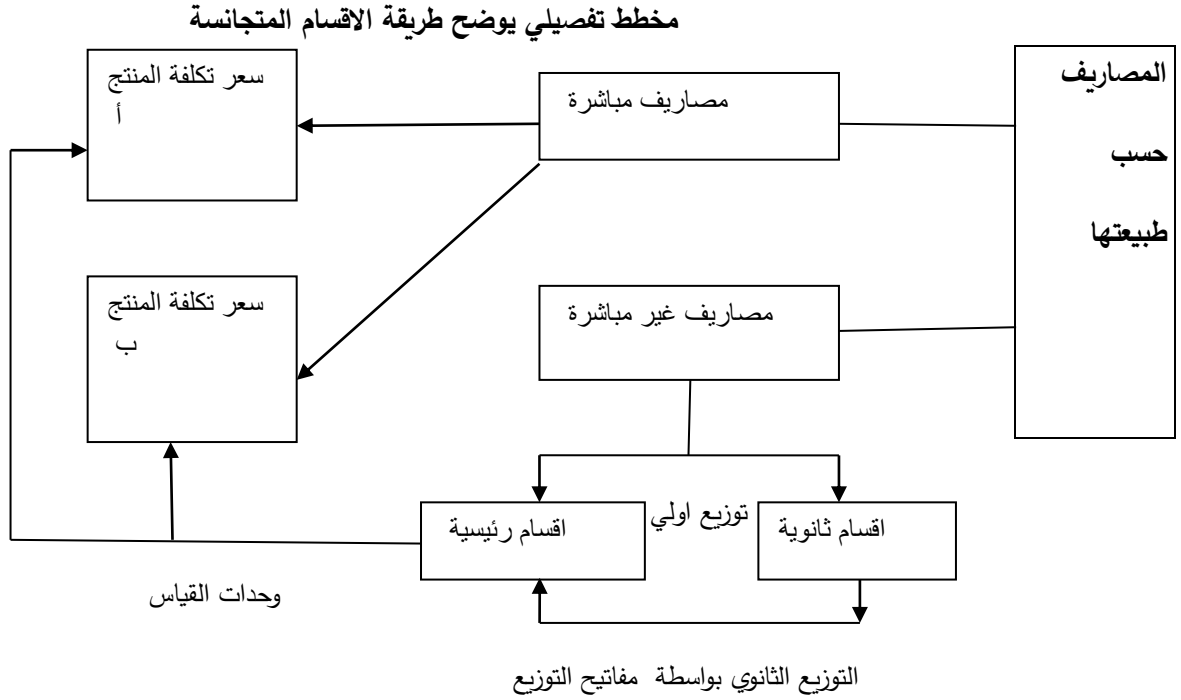 مخطط تفصيلي يوضح طريقة الاقسام المتجانسة
المصاريف
حسب
طبيعتها
مصاريف مباشرة
سعر تكلفة المنتج
أ
مصاريف غير مباشرة
سعر تكلفة المنتج
ب
اقسام ثانوية
توزيع اولي
اقسام رئيسية
وحدات القياس
التوزيع الثانوي بواسطة مفاتيح التوزيع